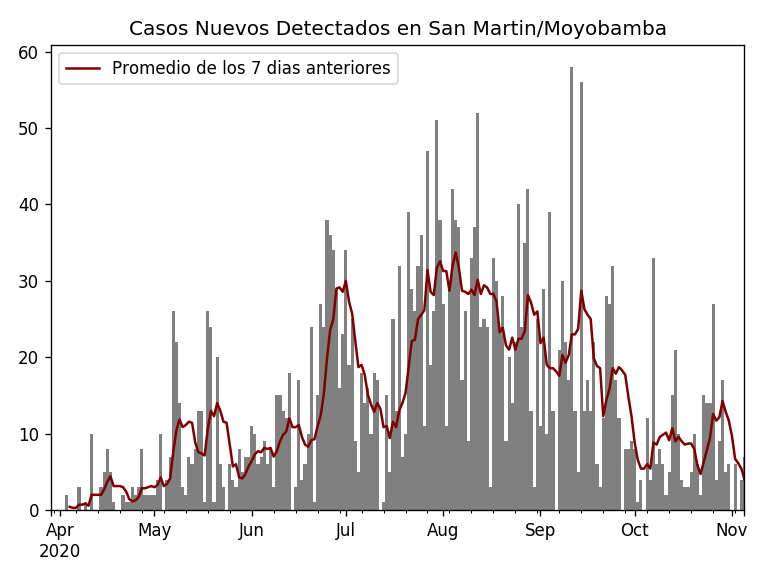 Casos Nuevos Detectados en San Martin/Moyobamba
Promedio de los 7 dias anteriores
60
50
40
30
20
10
0
Apr May Jun Jul Aug Sep Oct Nov
2020